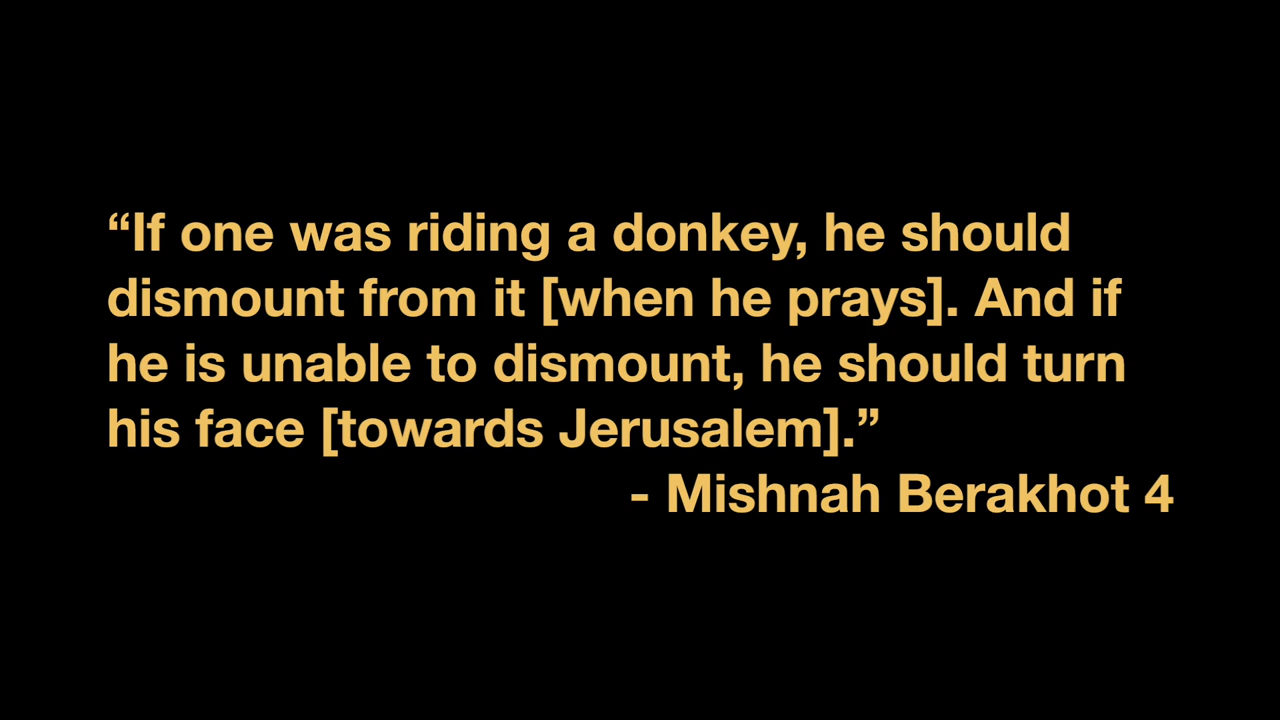 “If one was riding a donkey, he should
dismount from it [when he prays]. And if
he is unable to dismount, he should turn
his face [towards Jerusalem].”
- Mishnah Berakhot 4